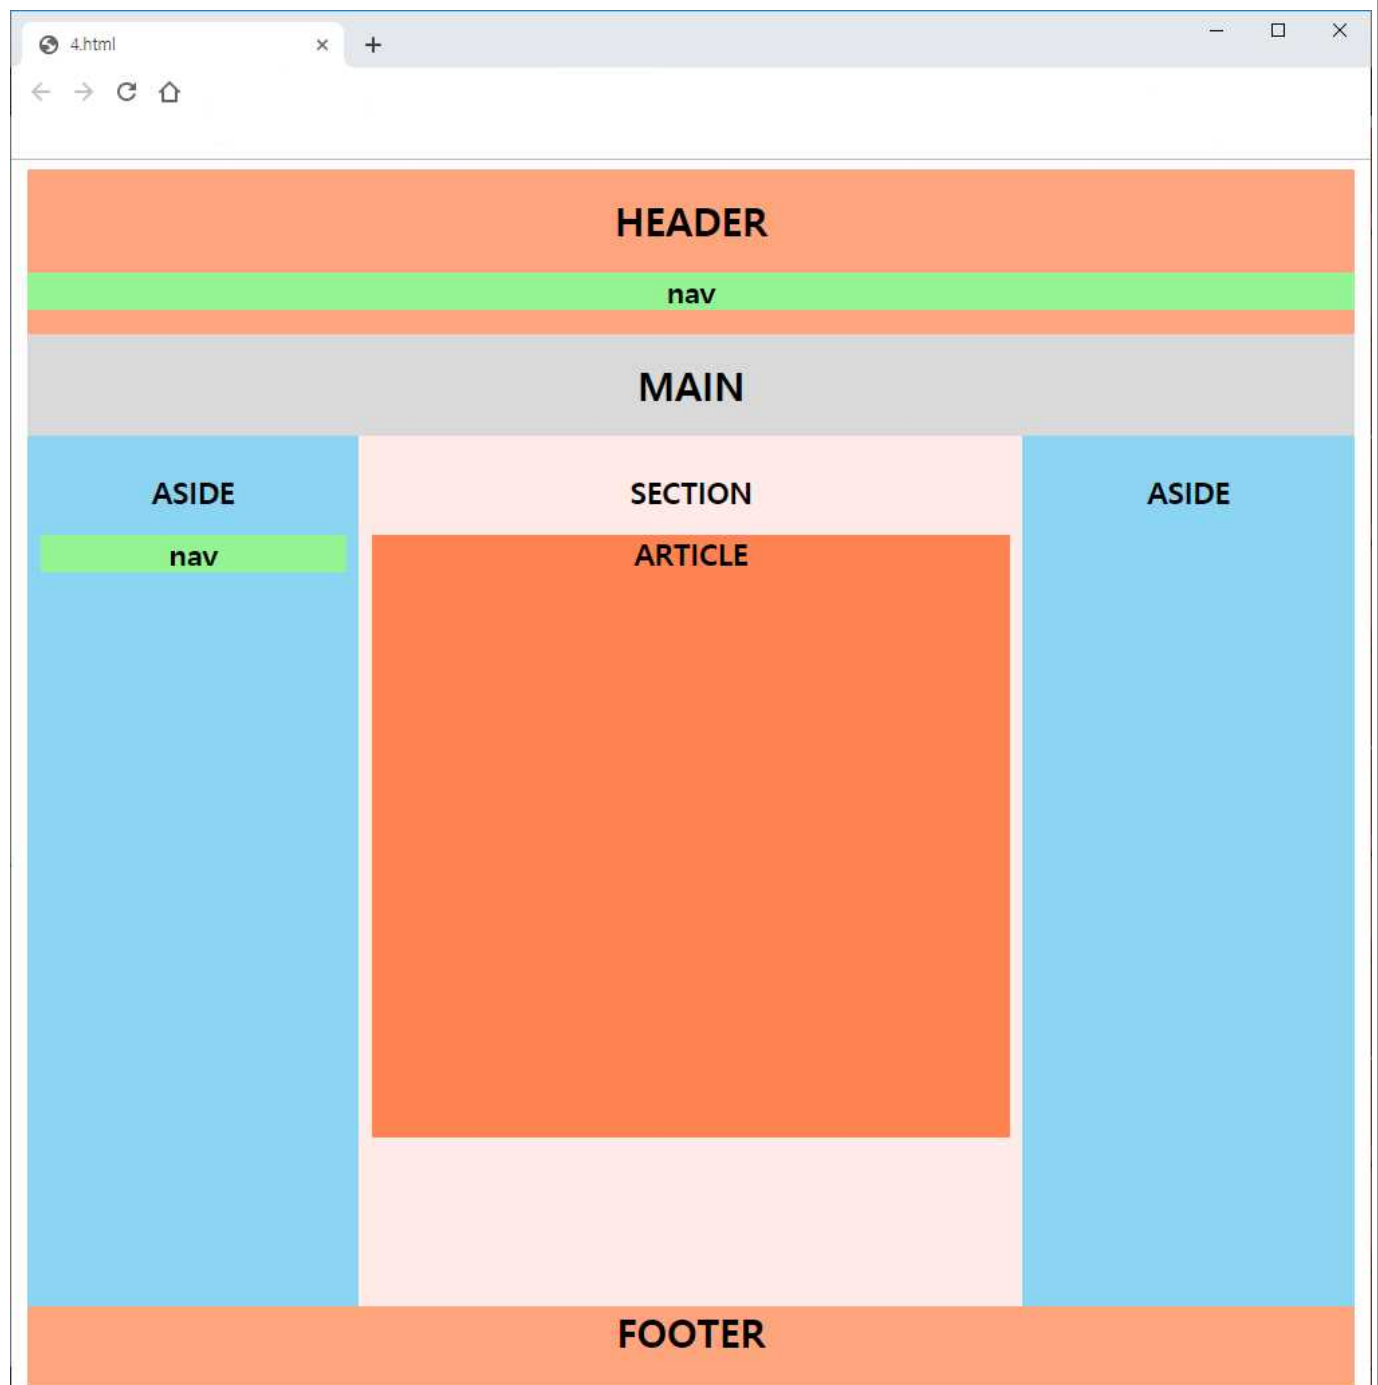 4.html
HEADER
nav
MAIN
ASIDE
SECTION
ASIDE
nav
ARTICLE
FOOTER